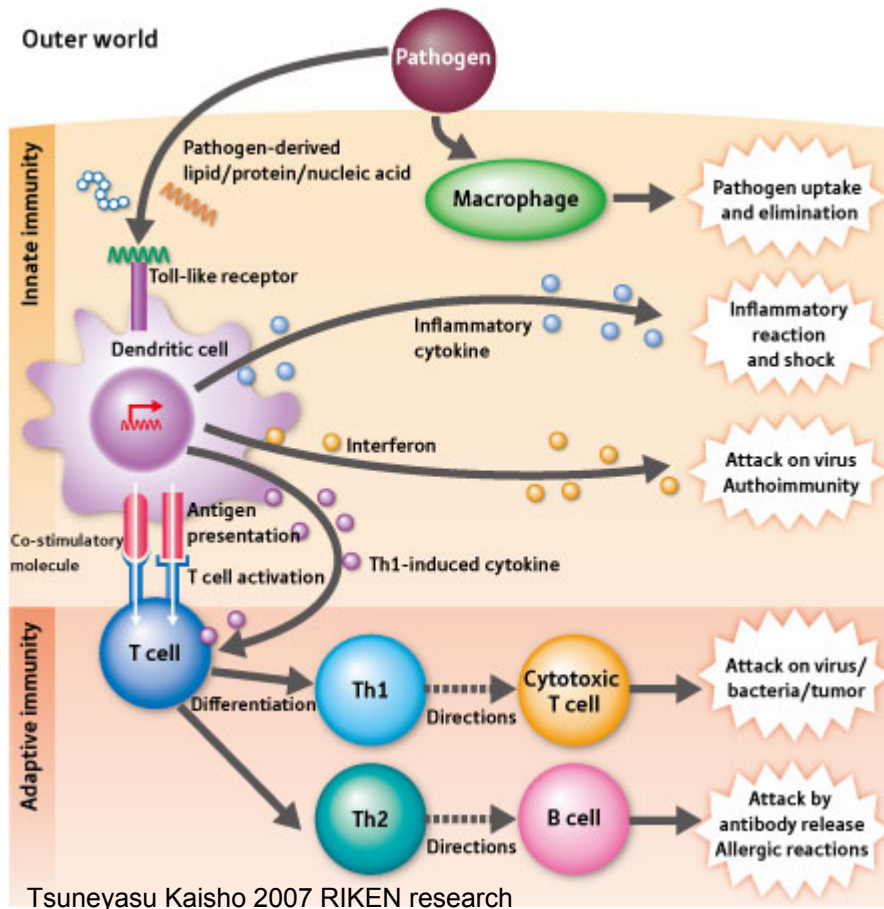 Outer world
Pathogen
Innate immunity
Pathogen-derived
lipid/protein/nucleic acid
Macrophage
Pathogen uptake
and elimination
Toll-like receptor
Dendritic cell
Inflammatory
cytokine
Inflammatory
reaction
and shock
Interferon
Attack on virus
Authoimmunity
Antigen
presentation
Co-stimulatory
molecule
T cell activation
Th1-induced cytokine
Adaptive immunity
T cell
Differentiation
Th1
Directions
Cytotoxic
T cell
Attack on virus/
bacteria/tumor
Th2
Directions
B cell
Attack by
antibody release
Allergic reactions
Tsuneyasu Kaisho 2007 RIKEN research